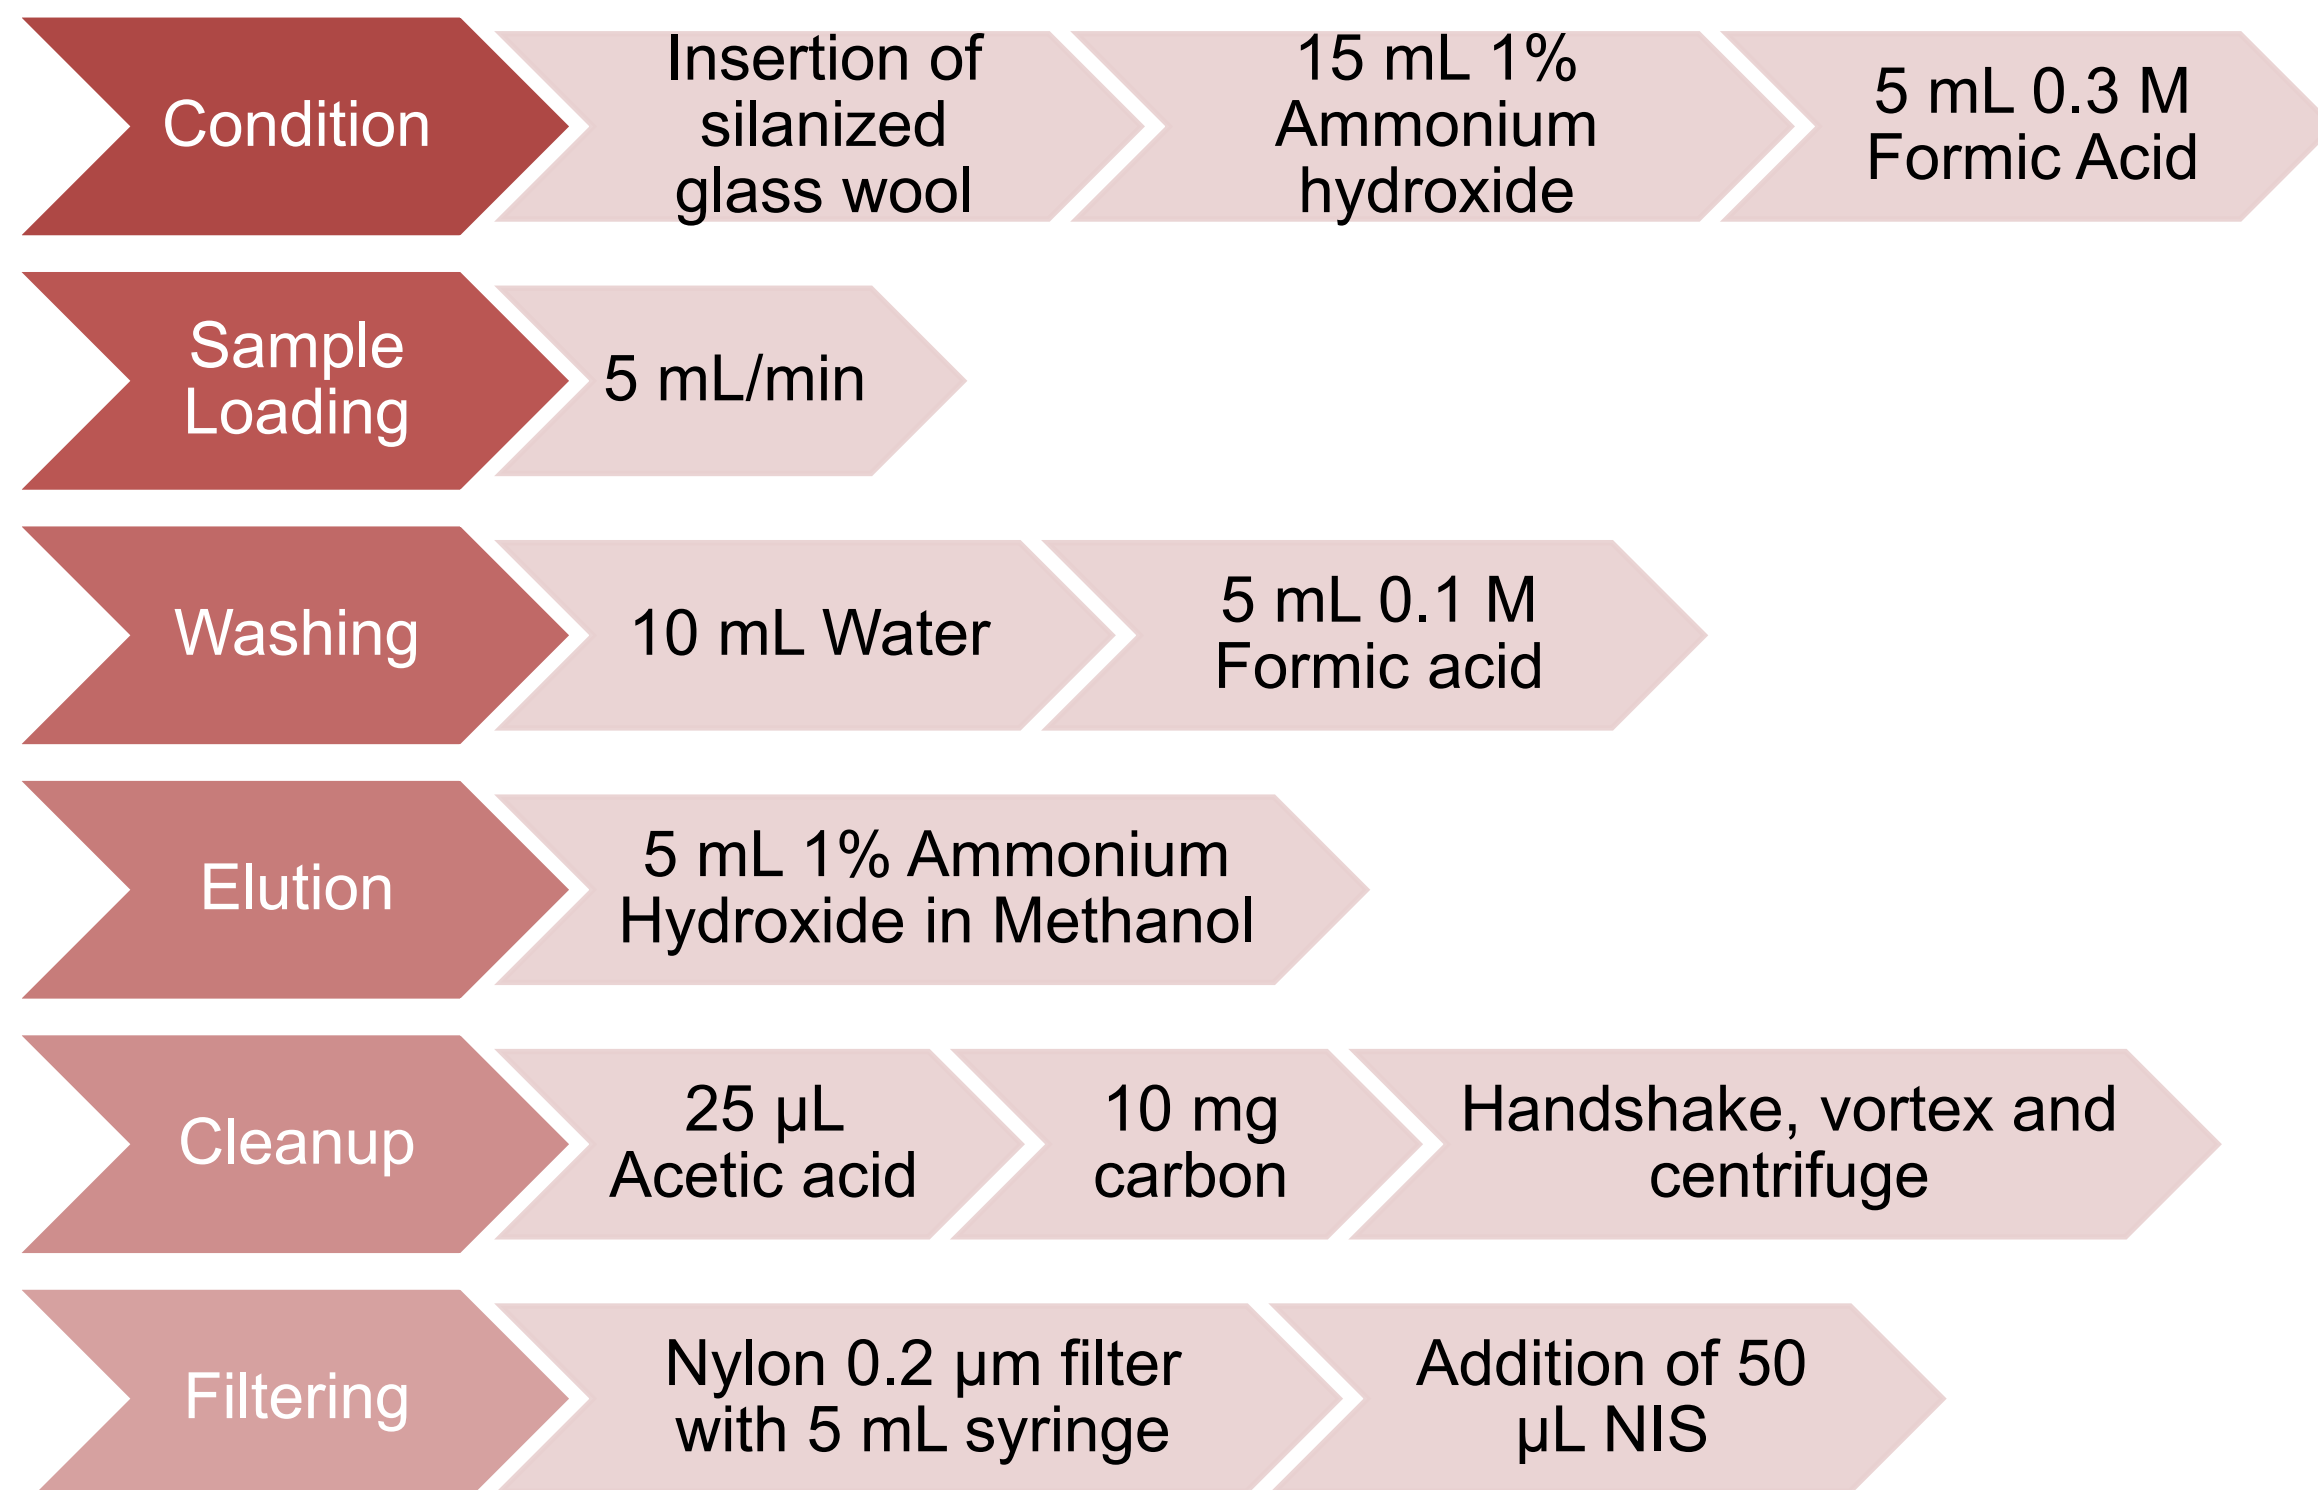 Condition
Insertion of
silanized
glass wool
15 mL 1%
Ammonium
hydroxide
5 mL 0.3 M
Formic Acid
Sample
Loading
5 mL/min
Washing
10 mL Water
5 mL 0.1 M
Formic acid
Elution
5 mL 1% Ammonium
Hydroxide in Methanol
Cleanup
25 µL
Acetic acid
10 mg
carbon
Handshake, vortex and
centrifuge
Filtering
Nylon 0.2 µm filter
with 5 mL syringe
Addition of 50
µL NIS